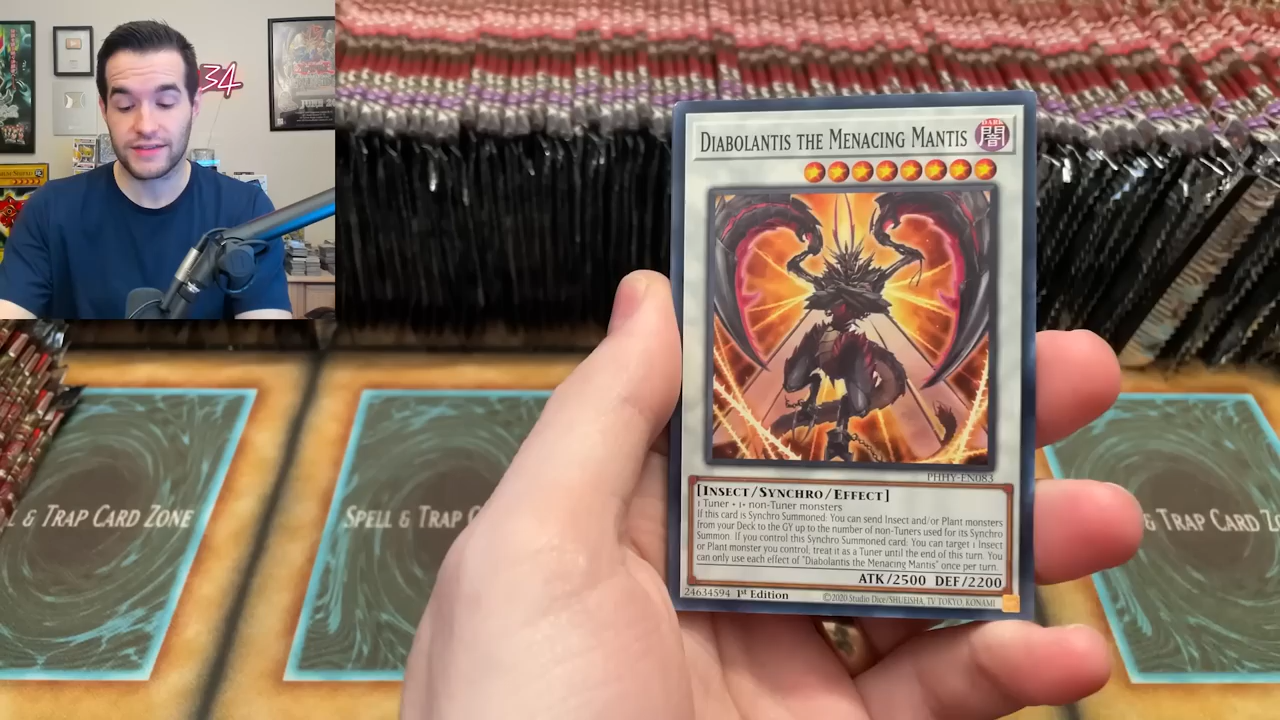 34
JUNE
DIABOLANTIS THE MENACING MANTIS
DARK
闇
PHHY-EN083
[INSECT/SYNCHRO/EFFECT]
1 Tuner + 1+ non-Tuner monsters
If this card is Synchro Summoned: You can send Insect and/or Plant monsters
from your Deck to the GY up to the number of non-Tuners used for its Synchro
Summon. If you control this Synchro Summoned card: You can target 1 Insect
or Plant monster you control; treat it as a Tuner until the end of this turn. You
can only use each effect of "Diabolantis the Menacing Mantis" once per turn.
ATK/2500 DEF/2200
24634594 1st Edition ©2020 Studio Dice/SHUEISHA, TV TOKYO, KONAMI
L & TRAP CARD ZONE
SPELL & TRAP C
& TRAP CARD ZO